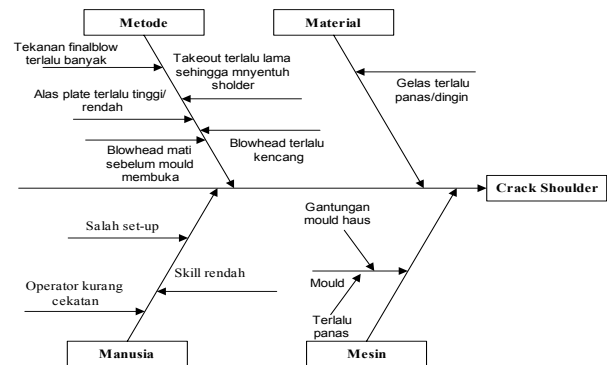 Metode
Material
Tekanan finalblow
terlalu banyak
Takeout terlalu lama
sehingga mnyentuh
sholder
Gelas terlalu
panas/dingin
Alas plate terlalu tinggi/
rendah
Blowhead terlalu
kencang
Blowhead mati
sebelum mould
membuka
Crack Shoulder
Gantungan
mould haus
Salah set-up
Skill rendah
Mould
Operator kurang
cekatan
Terlalu
panas
Manusia
Mesin